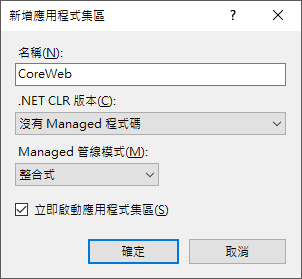 新增應用程式集區
名稱(N):
CoreWeb
.NET CLR 版本(C):
沒有 Managed 程式碼
Managed 管線模式(M):
整合式
立即啟動應用程式集區(S)
確定
取消